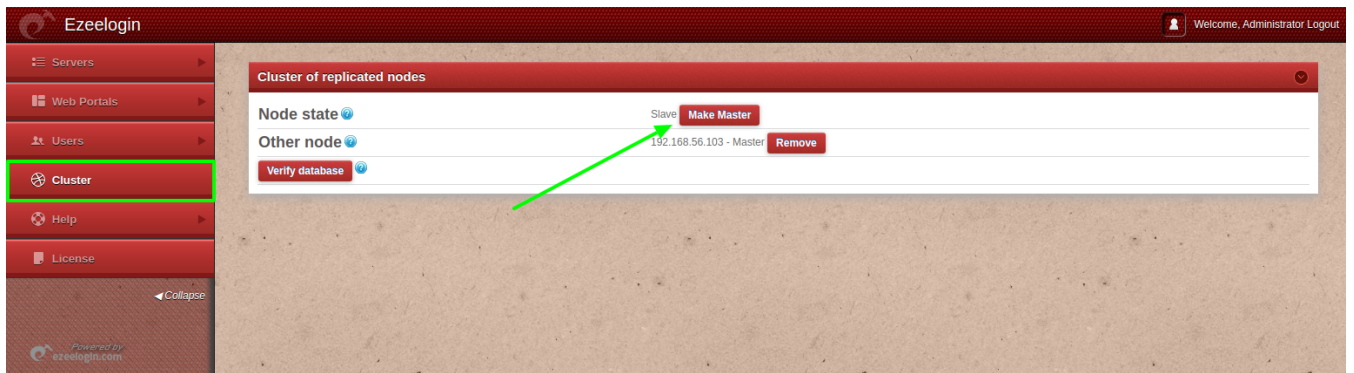 Ezeelogin
Welcome, Administrator Logout
Servers
Web Portals
Users
Cluster
Help
License
Collapse
Powered by
ezeelogin.com
Cluster of replicated nodes
Node state
Slave Make Master
Other node
192.168.56.103 - Master Remove
Verify database